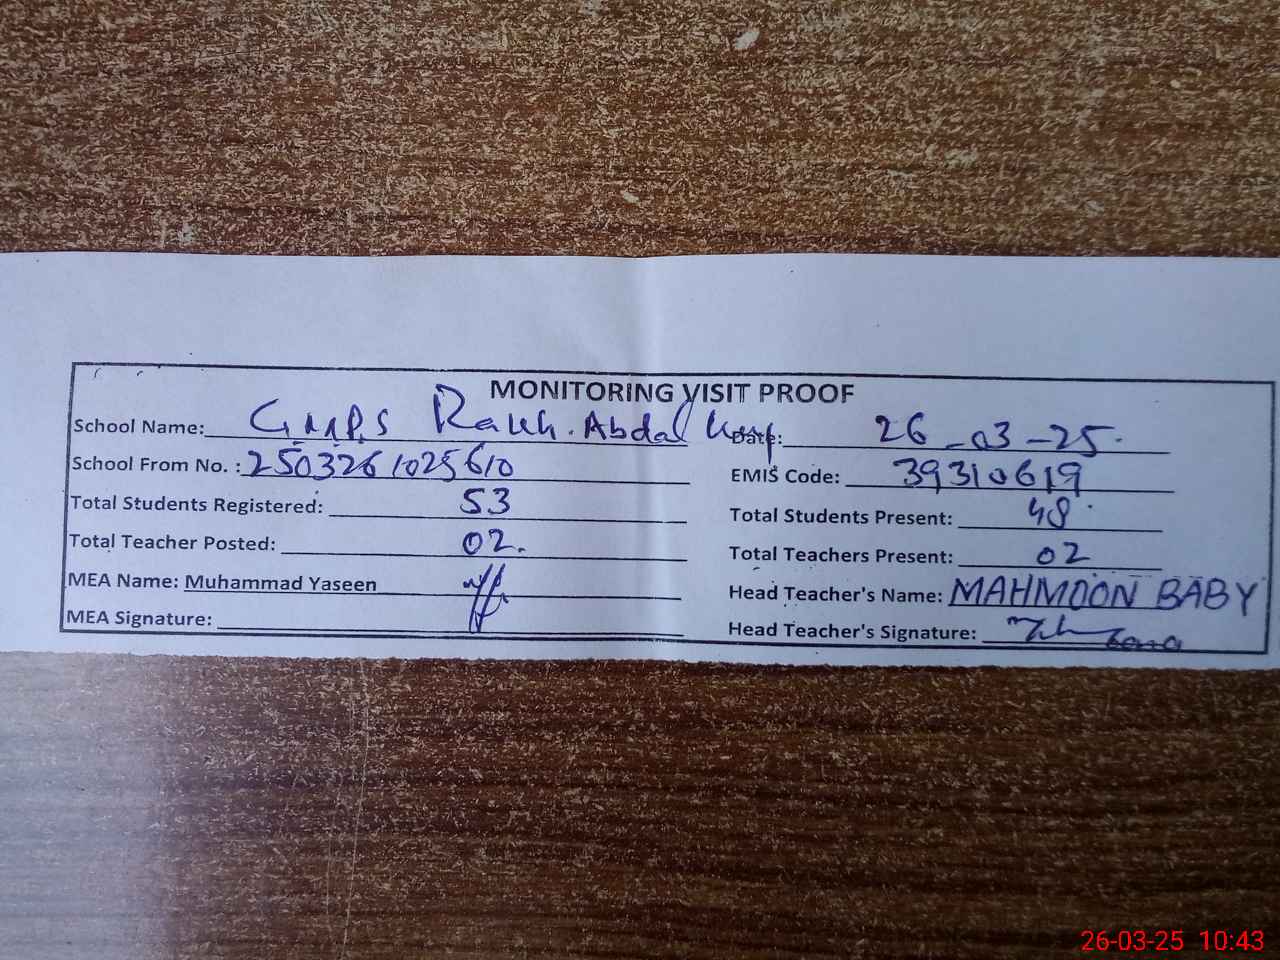 MONITORING VISIT PROOF
School Name: GMPS Rakh. Abdal Date: 26-03-25.
School From No. : 2503261025610 EMIS Code: 39310619
Total Students Registered: 53 Total Students Present: 48
Total Teacher Posted: 02. Total Teachers Present: 02
MEA Name: Muhammad Yaseen Head Teacher's Name: MAHMOON BABY
MEA Signature: Head Teacher's Signature:
26-03-25 10:43